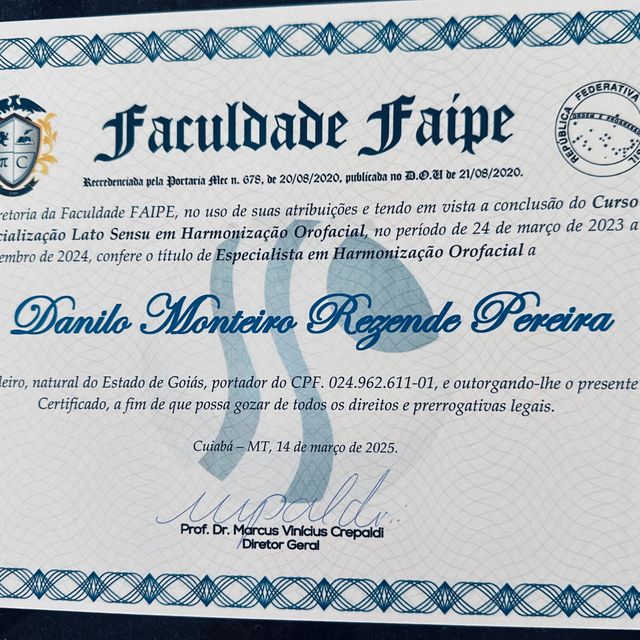 Faculdade Faipe
Recredenciada pela Portaria Mec n. 678, de 20/08/2020, publicada no D.O.U de 21/08/2020.
REPÚBLICA FEDERATIVA
ORDEM E PROGRE
π C
retoria da Faculdade FAIPE, no uso de suas atribuições e tendo em vista a conclusão do Curso
cialização Lato Sensu em Harmonização Orofacial, no período de 24 de março de 2023 a
embro de 2024, confere o título de Especialista em Harmonização Orofacial a
Danilo Monteiro Rezende Pereira
leiro, natural do Estado de Goiás, portador do CPF. 024.962.611-01, e outorgando-lhe o presente
Certificado, a fim de que possa gozar de todos os direitos e prerrogativas legais.
Cuiabá – MT, 14 de março de 2025.
Prof. Dr. Marcus Vinícius Crepaldi
Diretor Geral